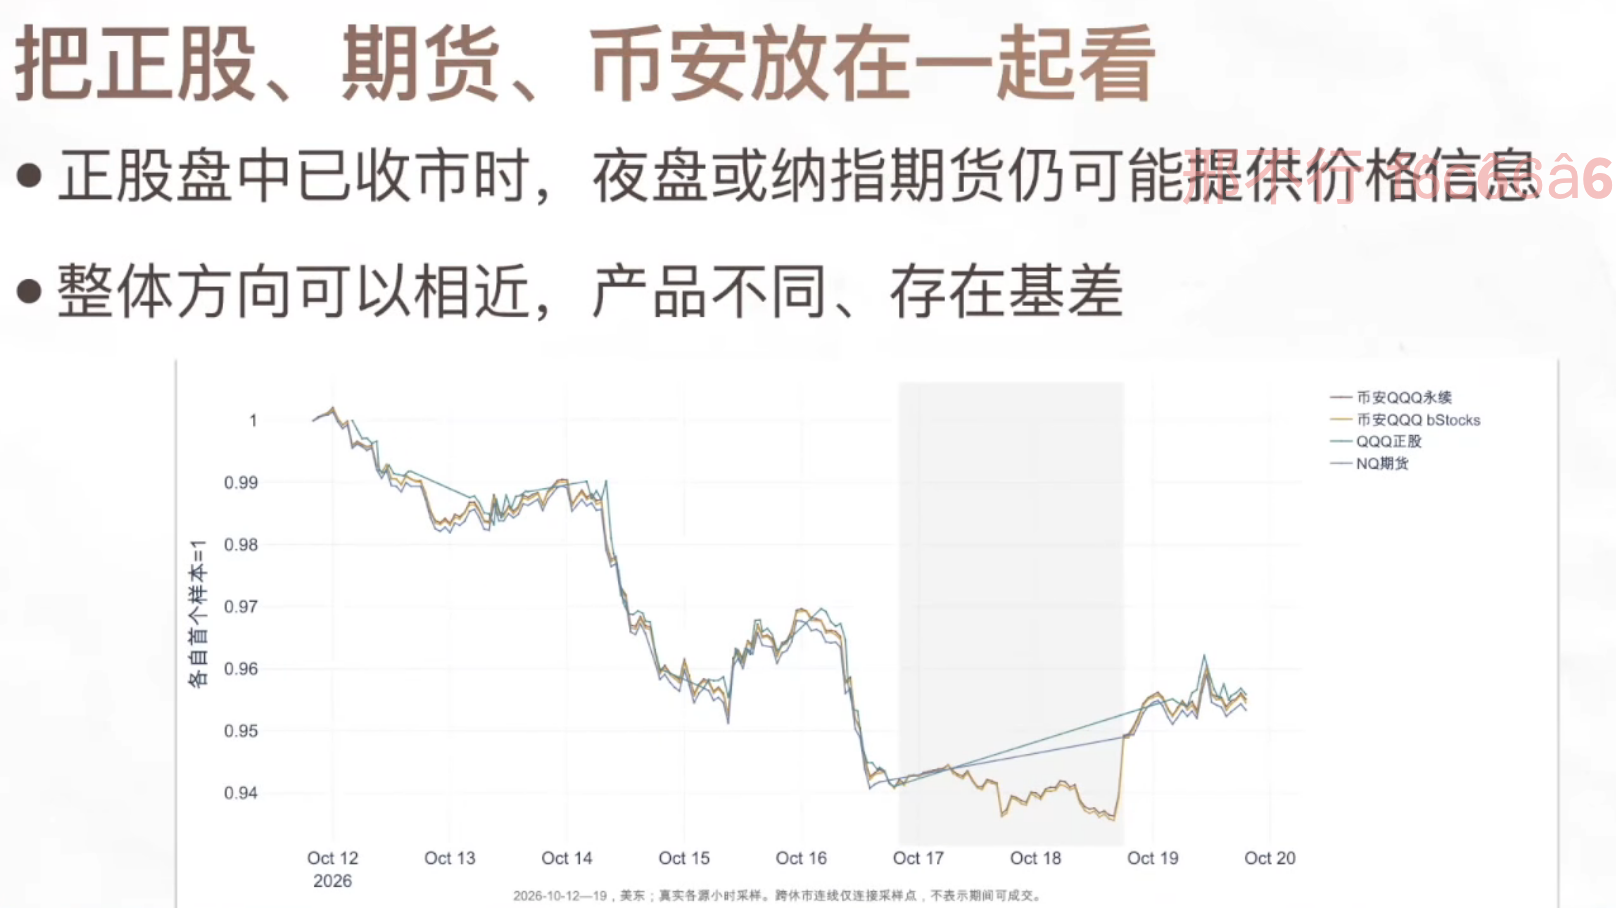 把正股、期货、币安放在一起看
• 正股盘中已收市时，夜盘或纳指期货仍可能提供价格信息
那不行
• 整体方向可以相近，产品不同、存在基差
币安QQQ永续
币安QQQ bStocks
QQQ正股
NQ期货
各自首个样本=1
1
0.99
0.98
0.97
0.96
0.95
0.94
Oct 12
2026
Oct 13
Oct 14
Oct 15
Oct 16
Oct 17
Oct 18
Oct 19
Oct 20
2026-10-12—19，美东；真实各源小时采样。跨休市连线仅连接采样点，不表示期间可成交。